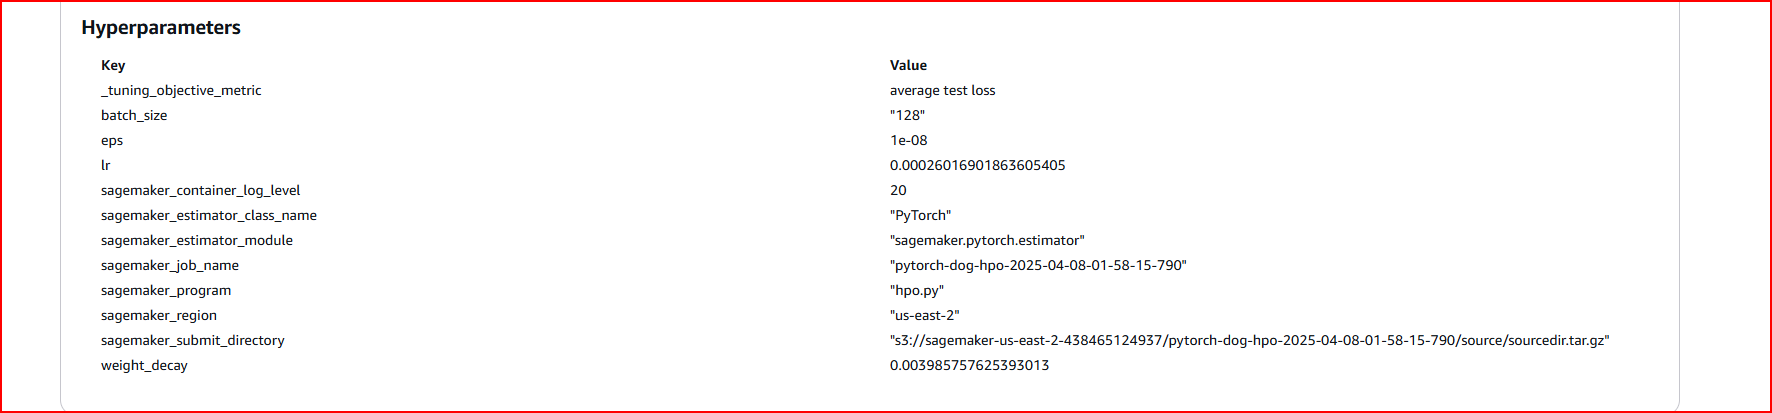 Hyperparameters
Key Value
_tuning_objective_metric average test loss
batch_size "128"
eps 1e-08
lr 0.00026016901863605405
sagemaker_container_log_level 20
sagemaker_estimator_class_name "PyTorch"
sagemaker_estimator_module "sagemaker.pytorch.estimator"
sagemaker_job_name "pytorch-dog-hpo-2025-04-08-01-58-15-790"
sagemaker_program "hpo.py"
sagemaker_region "us-east-2"
sagemaker_submit_directory "s3://sagemaker-us-east-2-438465124937/pytorch-dog-hpo-2025-04-08-01-58-15-790/source/sourcedir.tar.gz"
weight_decay 0.003985757625393013